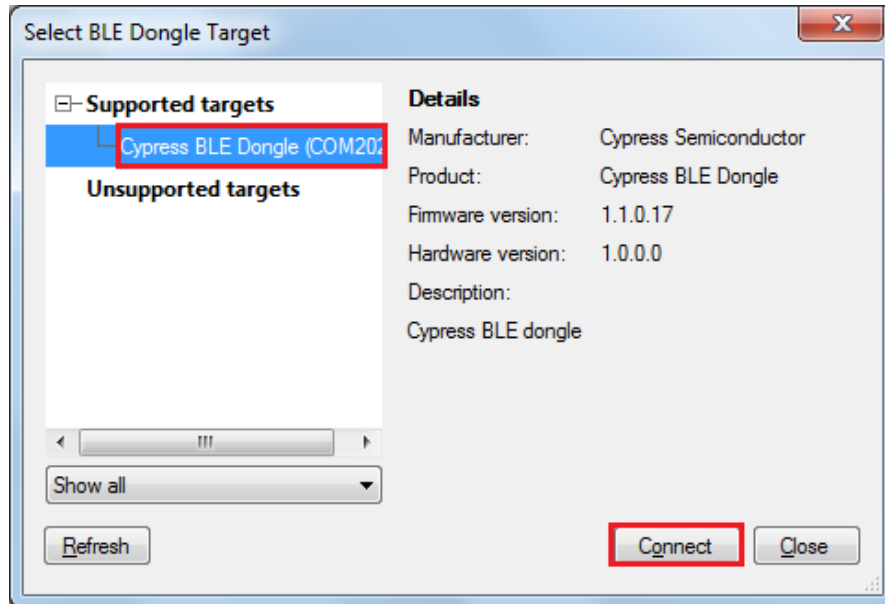 Select BLE Dongle Target
Supported targets
Cypress BLE Dongle (COM202
Unsupported targets
Show all
Refresh
Details
Manufacturer: Cypress Semiconductor
Product: Cypress BLE Dongle
Firmware version: 1.1.0.17
Hardware version: 1.0.0.0
Description:
Cypress BLE dongle
Connect
Close